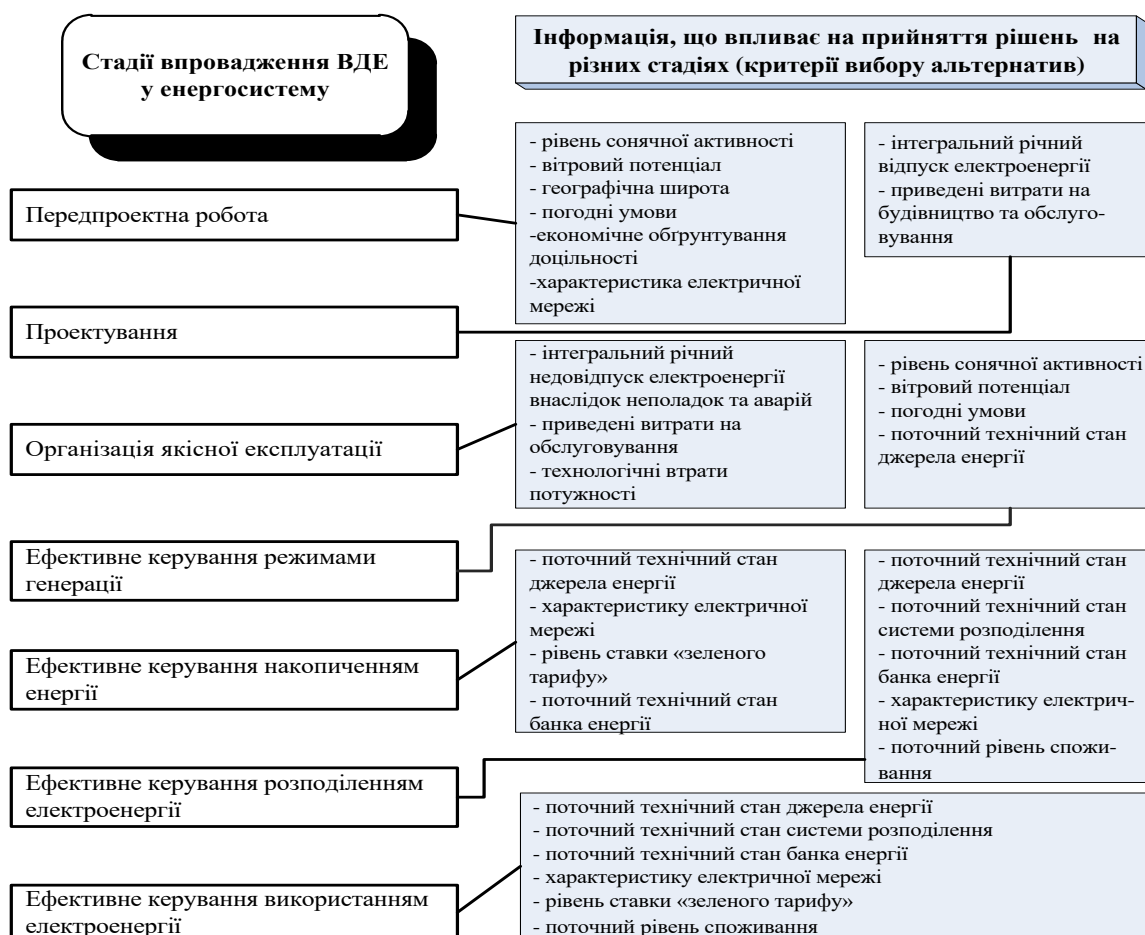 Стадії впровадження ВДЕ
у енергосистему
Інформація, що впливає на прийняття рішень на
різних стадіях (критерії вибору альтернатив)
Передпроектна робота
- рівень сонячної активності
- вітровий потенціал
- географічна широта
- погодні умови
-економічне обґрунтування
доцільності
-характеристика електричної
мережі
- інтегральний річний
відпуск електроенергії
- приведені витрати на
будівництво та обслуго-
вування
Проектування
Організація якісної експлуатації
- інтегральний річний
недовідпуск електроенергії
внаслідок неполадок та аварій
- приведені витрати на
обслуговування
- технологічні втрати
потужності
- рівень сонячної активності
- вітровий потенціал
- погодні умови
- поточний технічний стан
джерела енергії
Ефективне керування режимами
генерації
Ефективне керування накопиченням
енергії
- поточний технічний стан
джерела енергії
- характеристику електричної
мережі
- рівень ставки «зеленого
тарифу»
- поточний технічний стан
банка енергії
- поточний технічний стан
джерела енергії
- поточний технічний стан
системи розподілення
- поточний технічний стан
банка енергії
- характеристику електрич-
ної мережі
- поточний рівень спожи-
вання
Ефективне керування розподіленням
електроенергії
Ефективне керування використанням
електроенергії
- поточний технічний стан джерела енергії
- поточний технічний стан системи розподілення
- поточний технічний стан банка енергії
- характеристику електричної мережі
- рівень ставки «зеленого тарифу»
- поточний рівень споживання